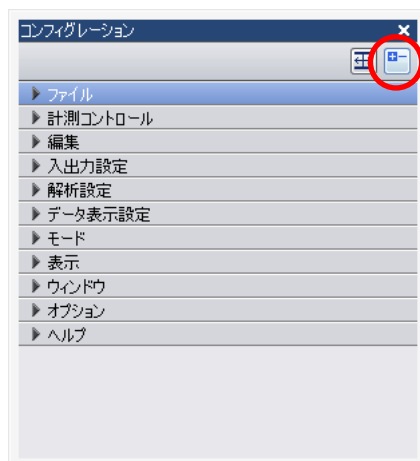 コンフィグレーション
ファイル
計測コントロール
編集
入出力設定
解析設定
データ表示設定
モード
表示
ウィンドウ
オプション
ヘルプ